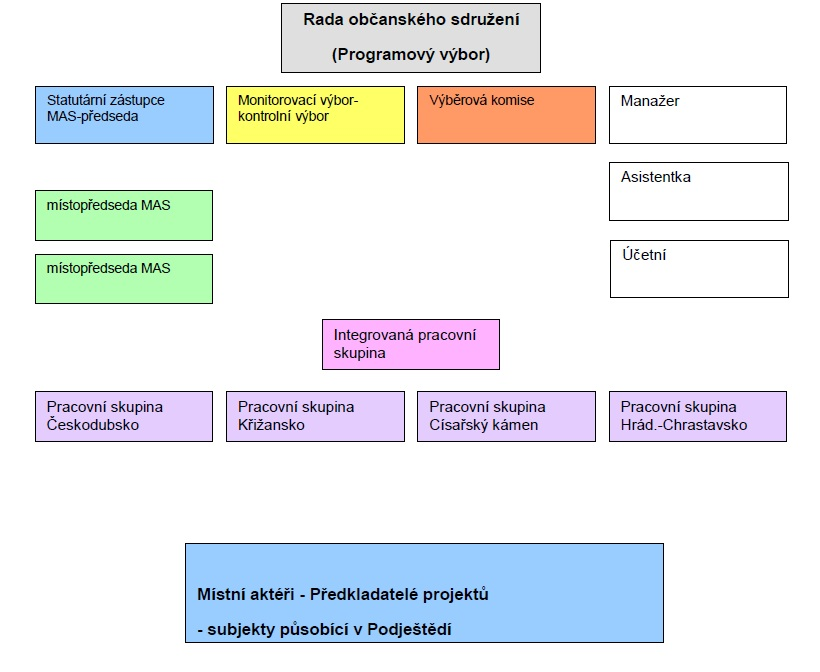 Rada občanského sdružení
(Programový výbor)
Statutární zástupce
MAS-předseda
Monitorovací výbor-
kontrolní výbor
Výběrová komise
Manažer
Asistentka
místopředseda MAS
Účetní
místopředseda MAS
Integrovaná pracovní
skupina
Pracovní skupina
Českodubsko
Pracovní skupina
Křižansko
Pracovní skupina
Císařský kámen
Pracovní skupina
Hrád.-Chrastavsko
Místní aktéři - Předkladatelé projektů
- subjekty působící v Podještědí